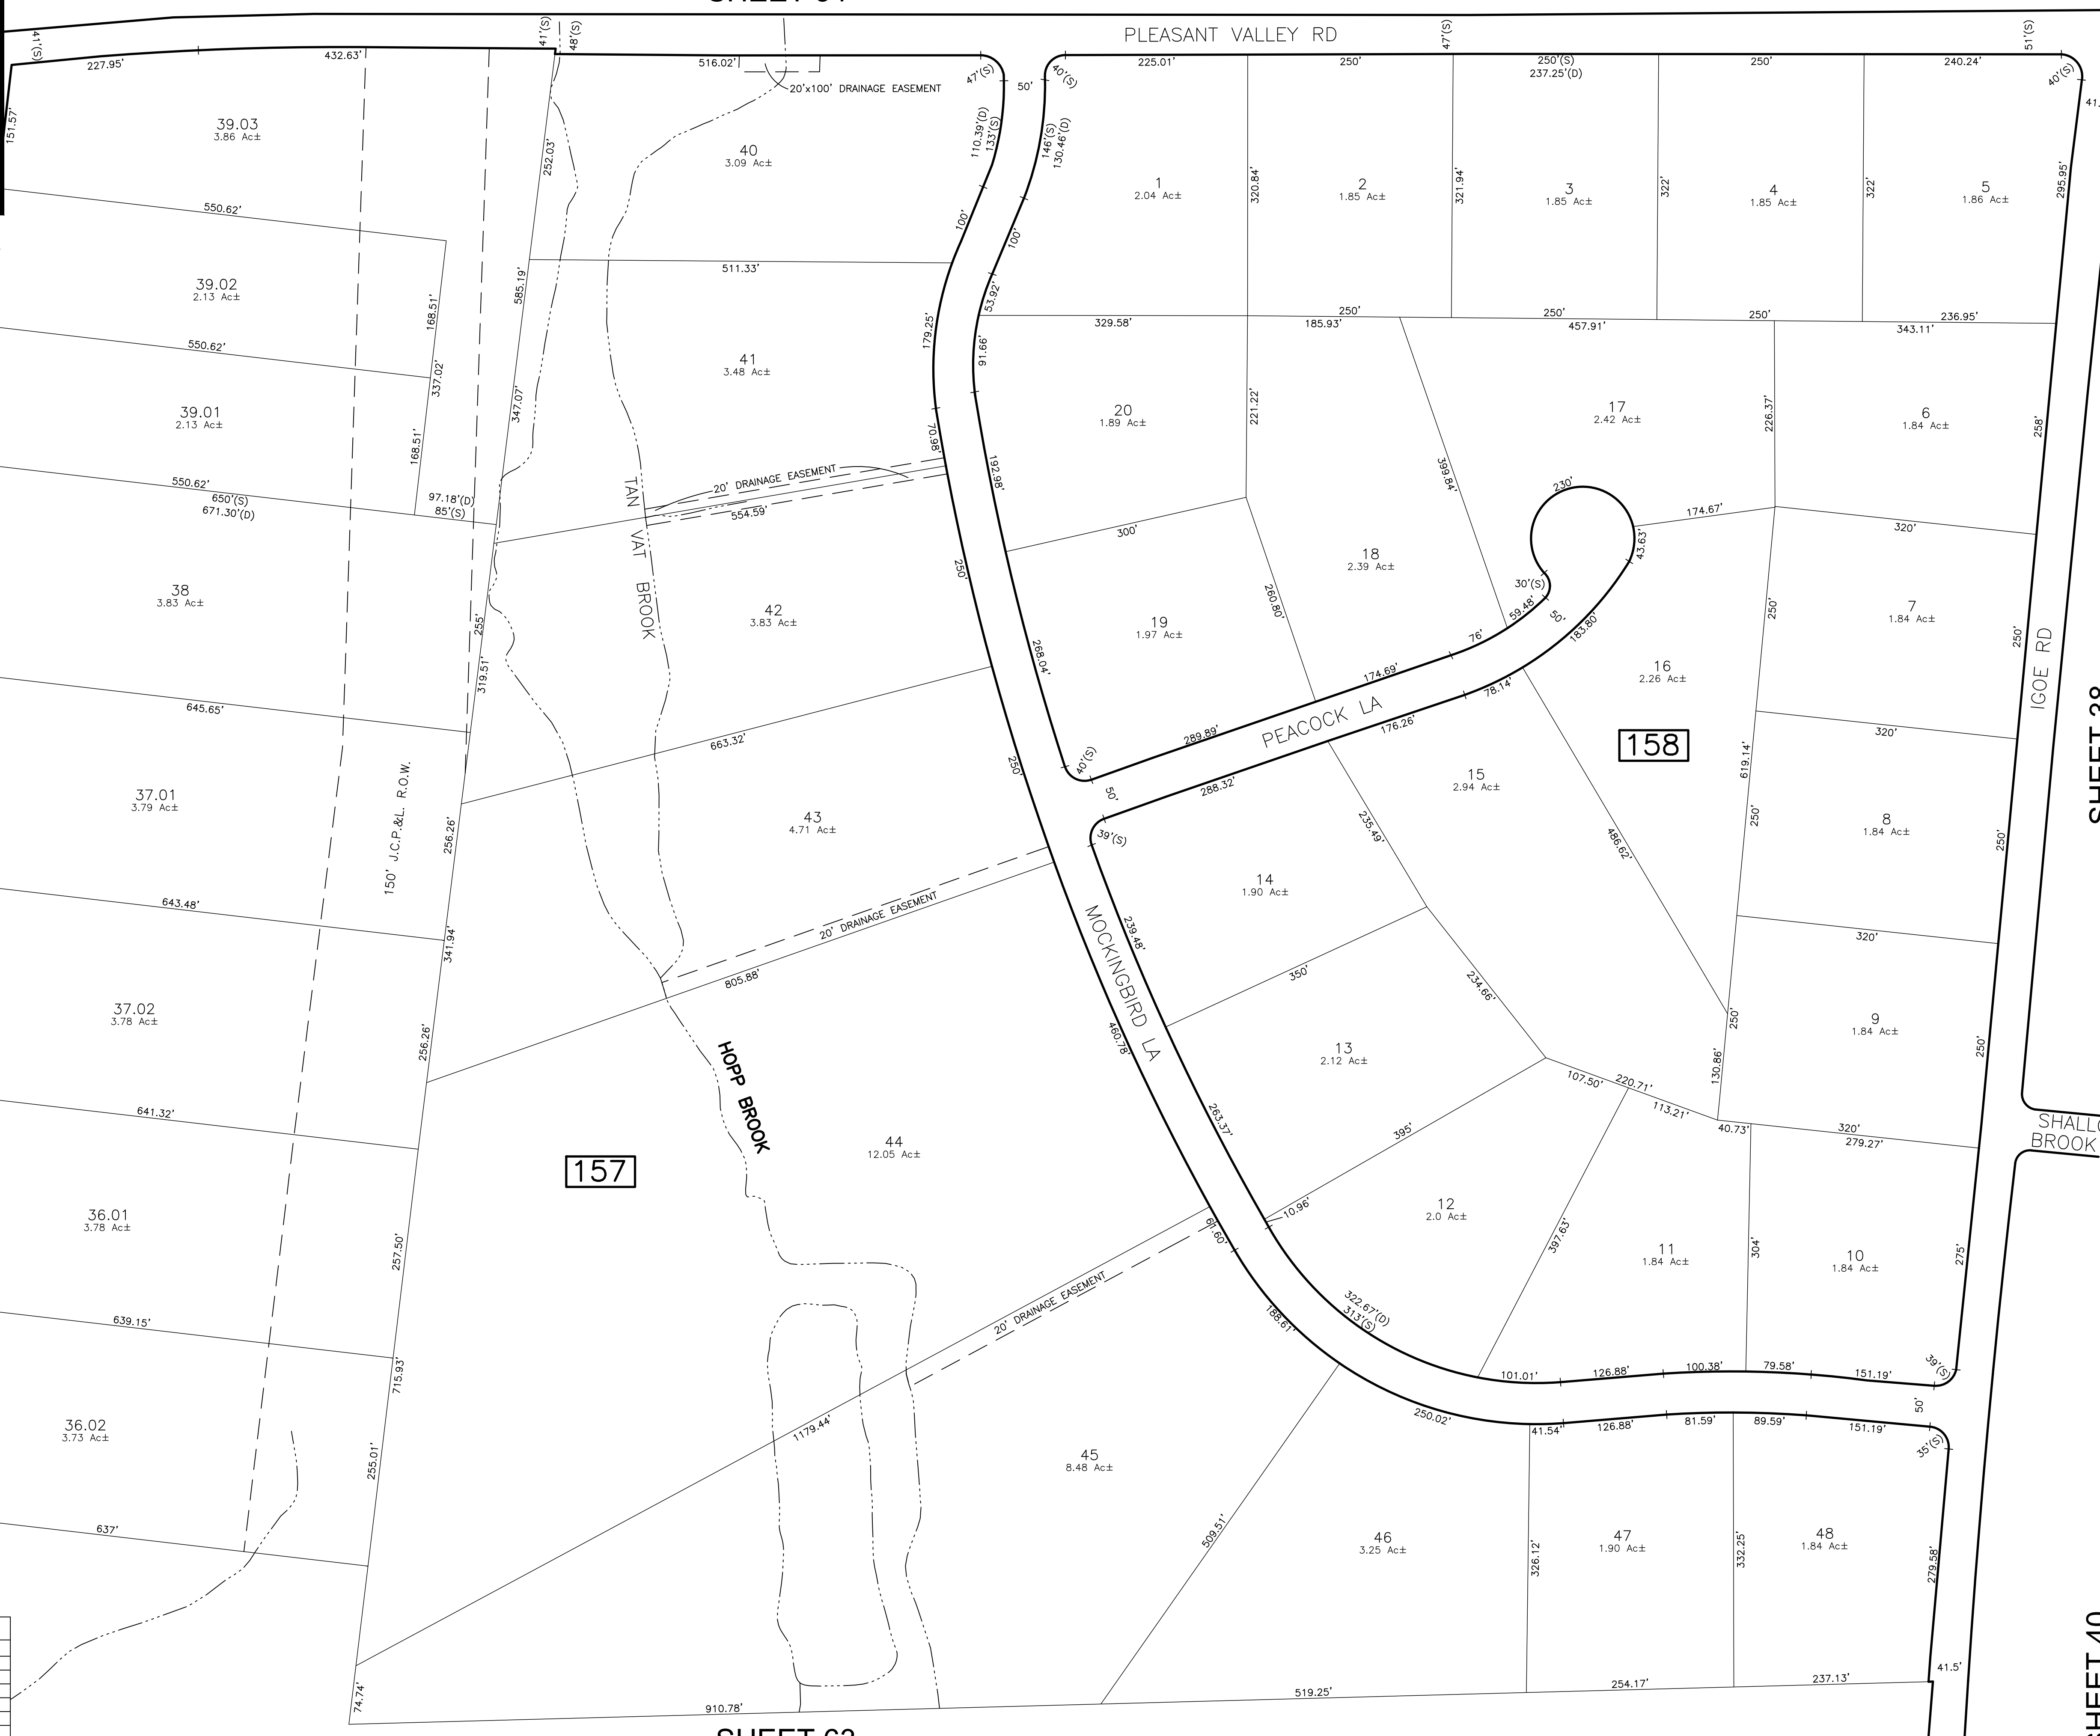 PLEASANT VALLEY RD
41'(S)
227.95'
432.63'
41'(S)
48'(S)
516.02'
47'(S)
50'
40'(S)
225.01'
250'
47'(S)
250'(S)
237.25'(D)
250'
240.24'
51'(S)
40'(S)
151.57'
39.03
3.86 Ac±
252.03'
20'x100' DRAINAGE EASEMENT
40
3.09 Ac±
110.39'(D)
133'(S)
146'(S)
130.46'(D)
100'
100'
1
2.04 Ac±
320.84'
2
1.85 Ac±
321.94'
3
1.85 Ac±
322'
4
1.85 Ac±
322'
5
1.86 Ac±
295.95'
550.62'
39.02
2.13 Ac±
168.51'
585.19'
511.33'
53.92'
179.25'
329.58'
250'
185.93'
250'
457.91'
250'
236.95'
343.11'
550.62'
337.02'
347.07'
41
3.48 Ac±
91.66'
39.01
2.13 Ac±
168.51'
70.98'
20
1.89 Ac±
221.22'
399.84'
17
2.42 Ac±
226.37'
6
1.84 Ac±
258'
550.62'
650'(S)
671.30'(D)
97.18'(D)
85'(S)
20' DRAINAGE EASEMENT
554.59'
192.98'
300'
230'
174.67'
320'
TAN VAT BROOK
38
3.83 Ac±
255'
319.51'
42
3.83 Ac±
250'
268.04'
19
1.97 Ac±
260.80'
18
2.39 Ac±
30'(S)
43.63'
59.48'
50'
183.80'
76'
250'
7
1.84 Ac±
250'
IGOE RD
645.65'
663.32'
250'
40'(S)
289.89'
174.69'
PEACOCK LA
176.26'
78.14'
16
2.26 Ac±
158
320'
619.14'
37.01
3.79 Ac±
150' J.C.P.&L. R.O.W.
256.26'
43
4.71 Ac±
50'
288.32'
39'(S)
235.49'
15
2.94 Ac±
486.62'
250'
8
1.84 Ac±
250'
SHEET 38
643.48'
341.94'
20' DRAINAGE EASEMENT
805.88'
14
1.90 Ac±
239.48'
MOCKINGBIRD LA
350'
234.66'
320'
37.02
3.78 Ac±
256.26'
HOPP BROOK
460.78'
13
2.12 Ac±
250'
9
1.84 Ac±
250'
130.86'
107.50'
220.71'
113.21'
641.32'
157
44
12.05 Ac±
263.37'
395'
40.73'
320'
279.27'
BROOK
36.01
3.78 Ac±
257.50'
61.60'
10.96'
12
2.0 Ac±
397.63'
11
1.84 Ac±
304'
10
1.84 Ac±
275'
639.15'
715.93'
20' DRAINAGE EASEMENT
188.61'
322.67'(D)
313'(S)
101.01'
126.88'
100.38'
79.58'
151.19'
39'(S)
36.02
3.73 Ac±
255.01'
1179.44'
45
8.48 Ac±
250.02'
41.54'
126.88'
81.59'
89.59'
151.19'
50'
35'(S)
637'
509.51'
46
3.25 Ac±
326.12'
47
1.90 Ac±
332.25'
48
1.84 Ac±
279.58'
74.74'
910.78'
519.25'
254.17'
237.13'
41.5'